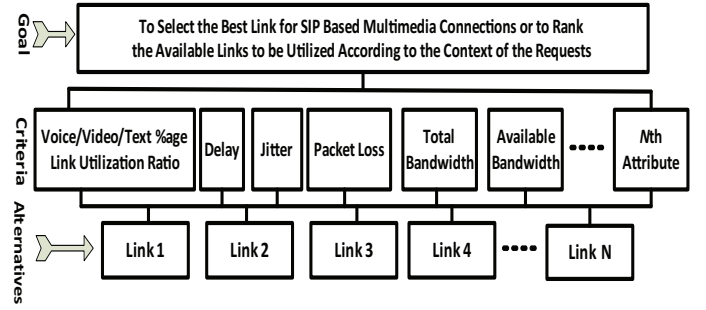 Goal
To Select the Best Link for SIP Based Multimedia Connections or to Rank
the Available Links to be Utilized According to the Context of the Requests
Criteria
Voice/Video/Text %age
Link Utilization Ratio
Delay
Jitter
Packet Loss
Total
Bandwidth
Available
Bandwidth
Nth
Attribute
Alternatives
Link 1
Link 2
Link 3
Link 4
Link N